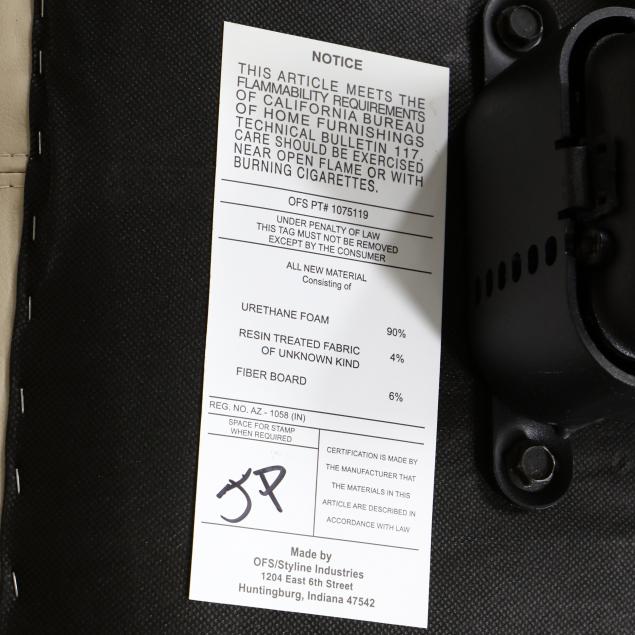 NOTICE
THIS ARTICLE MEETS THE
FLAMMABILITY REQUIREMENTS
OF CALIFORNIA BUREAU
OF HOME FURNISHINGS
TECHNICAL BULLETIN 117.
CARE SHOULD BE EXERCISED
NEAR OPEN FLAME OR WITH
BURNING CIGARETTES.
OFS PT# 1075119
UNDER PENALTY OF LAW
THIS TAG MUST NOT BE REMOVED
EXCEPT BY THE CONSUMER
ALL NEW MATERIAL
Consisting of
URETHANE FOAM 90%
RESIN TREATED FABRIC
OF UNKNOWN KIND 4%
FIBER BOARD 6%
REG. NO. AZ - 1058 (IN)
SPACE FOR STAMP
WHEN REQUIRED
JP
CERTIFICATION IS MADE BY
THE MANUFACTURER THAT
THE MATERIALS IN THIS
ARTICLE ARE DESCRIBED IN
ACCORDANCE WITH LAW
Made by
OFS/Styline Industries
1204 East 6th Street
Huntingburg, Indiana 47542